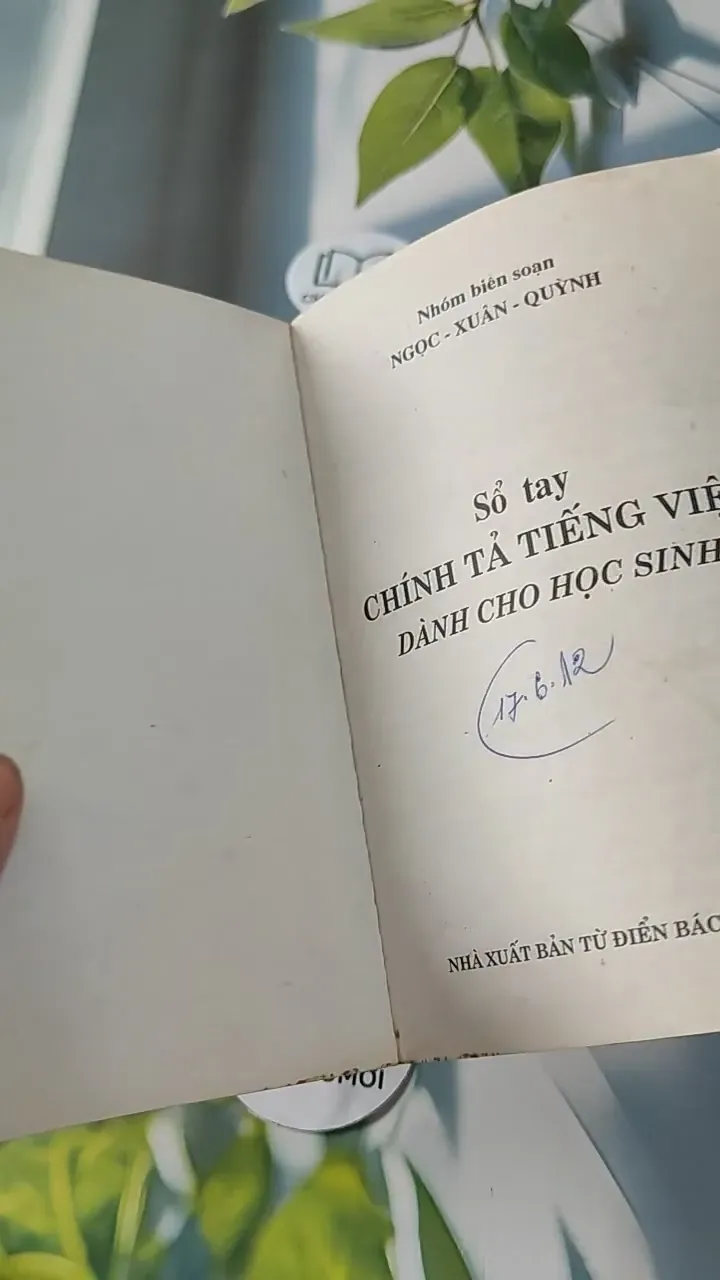 Nhóm biên soạn
NGỌC - XUÂN - QUỲNH
Sổ tay
CHÍNH TẢ TIẾNG VIỆ
DÀNH CHO HỌC SINH
17.6.12
NHÀ XUẤT BẢN TỪ ĐIỂN BÁC